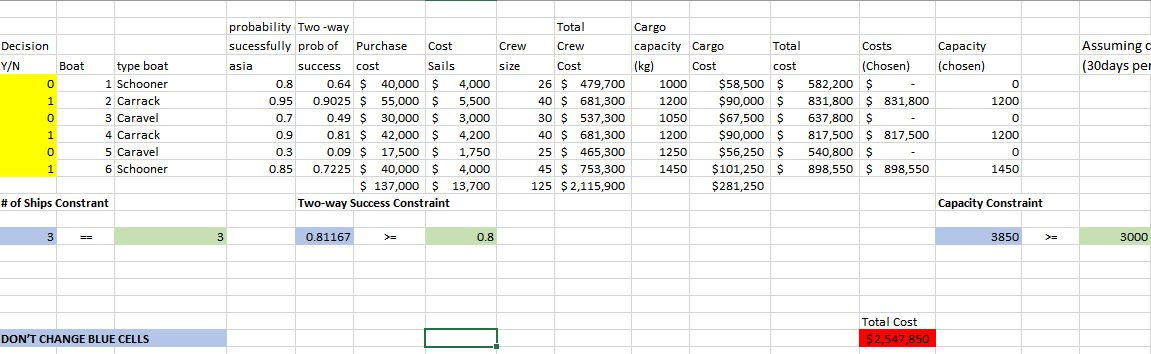 probability Two -way Total Cargo
Decision sucessfully prob of Purchase Cost Crew Crew capacity Cargo Total Costs Capacity Assuming c
Y/N Boat type boat asia success cost Sails size Cost (kg) Cost cost (Chosen) (chosen) (30days per
0 1 Schooner 0.8 0.64 $ 40,000 $ 4,000 26 $ 479,700 1000 $58,500 $ 582,200 $ - 0
1 2 Carrack 0.95 0.9025 $ 55,000 $ 5,500 40 $ 681,300 1200 $90,000 $ 831,800 $ 831,800 1200
0 3 Caravel 0.7 0.49 $ 30,000 $ 3,000 30 $ 537,300 1050 $67,500 $ 637,800 $ - 0
1 4 Carrack 0.9 0.81 $ 42,000 $ 4,200 40 $ 681,300 1200 $90,000 $ 817,500 $ 817,500 1200
0 5 Caravel 0.3 0.09 $ 17,500 $ 1,750 25 $ 465,300 1250 $56,250 $ 540,800 $ - 0
1 6 Schooner 0.85 0.7225 $ 40,000 $ 4,000 45 $ 753,300 1450 $101,250 $ 898,550 $ 898,550 1450
$ 137,000 $ 13,700 125 $ 2,115,900 $281,250
# of Ships Constrant Two-way Success Constraint Capacity Constraint
3 == 3 0.81167 >= 0.8 3850 >= 3000
Total Cost
DON'T CHANGE BLUE CELLS $ 2,547,850